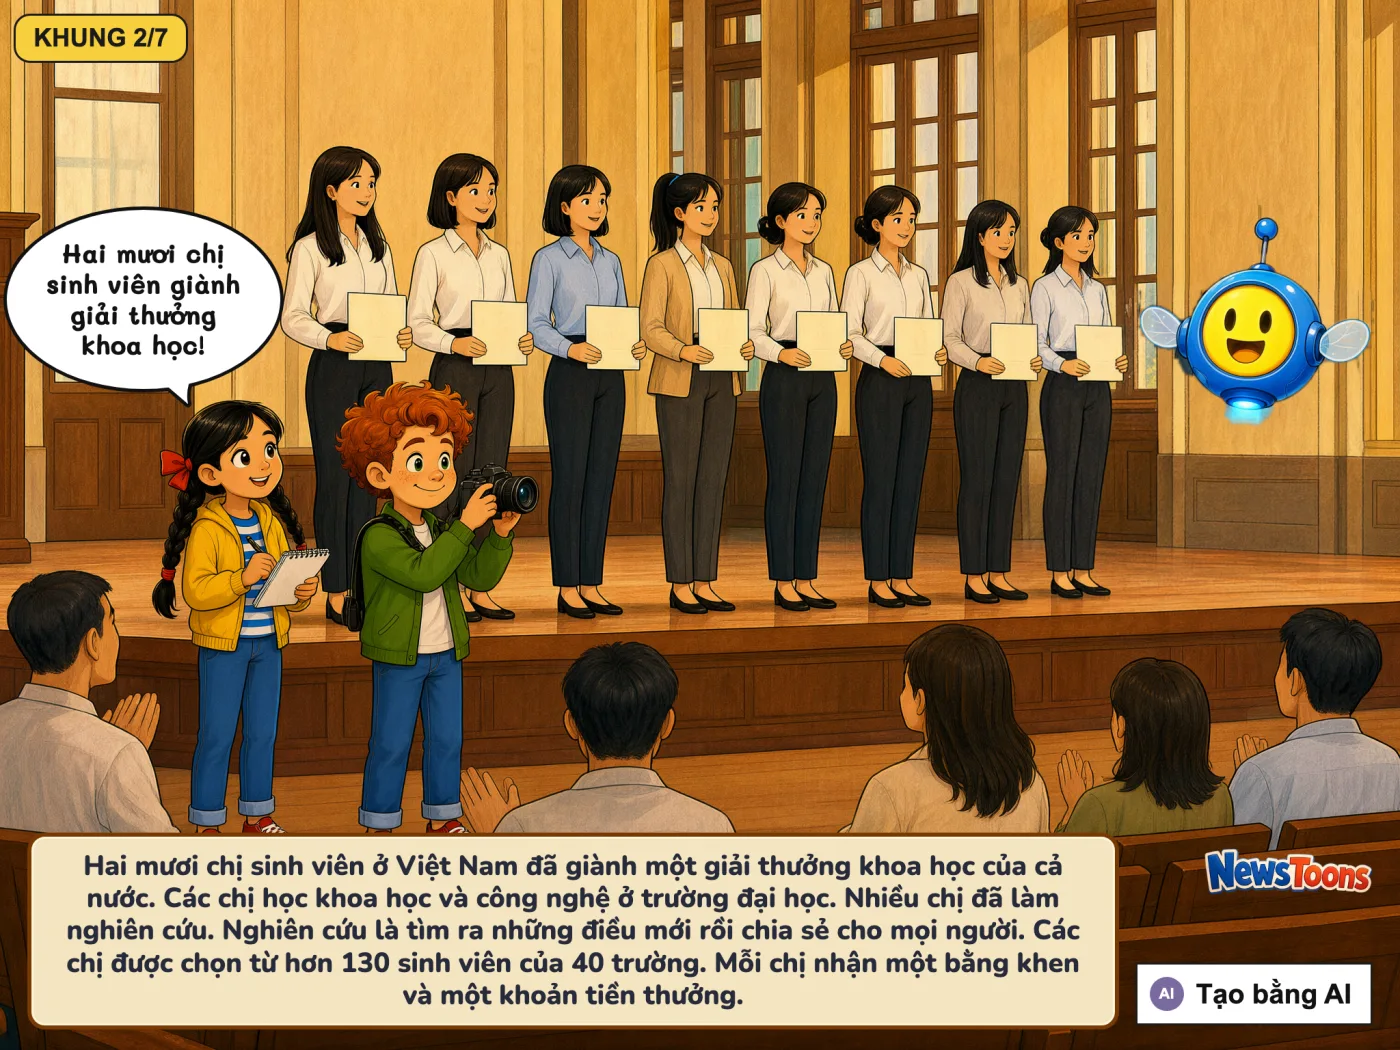 KHUNG 2/7
Hai mươi chị
sinh viên giành
giải thưởng
khoa học!
Hai mươi chị sinh viên ở Việt Nam đã giành một giải thưởng khoa học của cả
nước. Các chị học khoa học và công nghệ ở trường đại học. Nhiều chị đã làm
nghiên cứu. Nghiên cứu là tìm ra những điều mới rồi chia sẻ cho mọi người. Các
chị được chọn từ hơn 130 sinh viên của 40 trường. Mỗi chị nhận một bằng khen
và một khoản tiền thưởng.
NewsToons
AI Tạo bằng AI